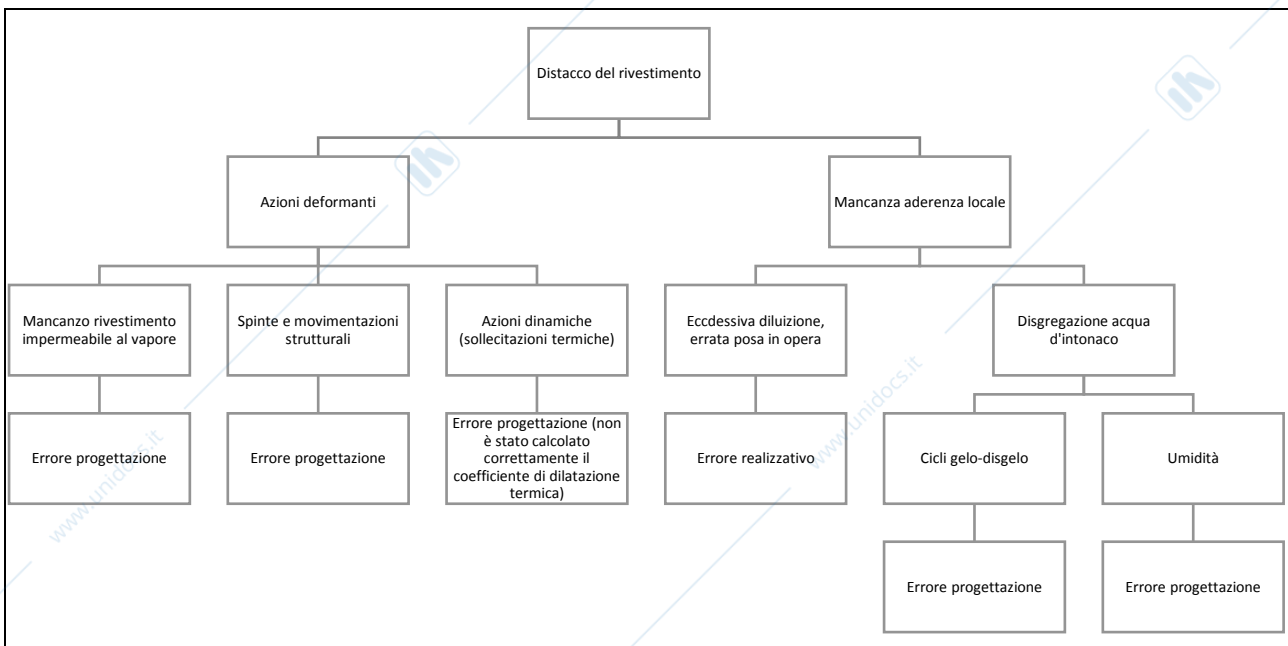 Distacco del rivestimento
Azioni deformanti
Mancanza aderenza locale
Mancanzo rivestimento
impermeabile al vapore
Spinte e movimentazioni
strutturali
Azioni dinamiche
(sollecitazioni termiche)
Eccdessiva diluizione,
errata posa in opera
Disgregazione acqua
d'intonaco
Errore progettazione
Errore progettazione
Errore progettazione (non
è stato calcolato
correttamente il
coefficiente di dilatazione
termica)
Errore realizzativo
Cicli gelo-disgelo
Umidità
Errore progettazione
Errore progettazione
www.unidocs.it
www.unidocs.it